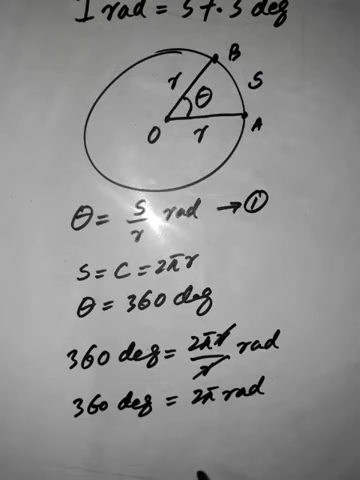 1 rad = 57.3 deg
B
r
S
θ
O
r
A
θ = S/r rad → ①
S = C = 2πr
θ = 360 deg
360 deg = 2πr/r rad
360 deg = 2π rad